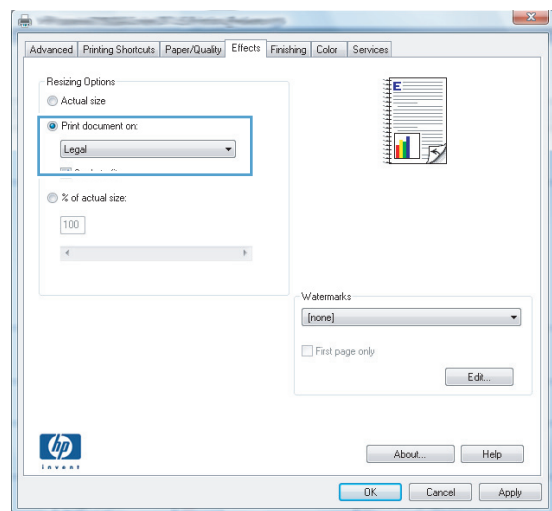 Advanced Printing Shortcuts Paper/Quality Effects Finishing Color Services
Resizing Options
Actual size
Print document on:
Legal
% of actual size:
100
E
Watermarks
[none]
First page only
Edit...
hp
invent
About... Help
OK Cancel Apply